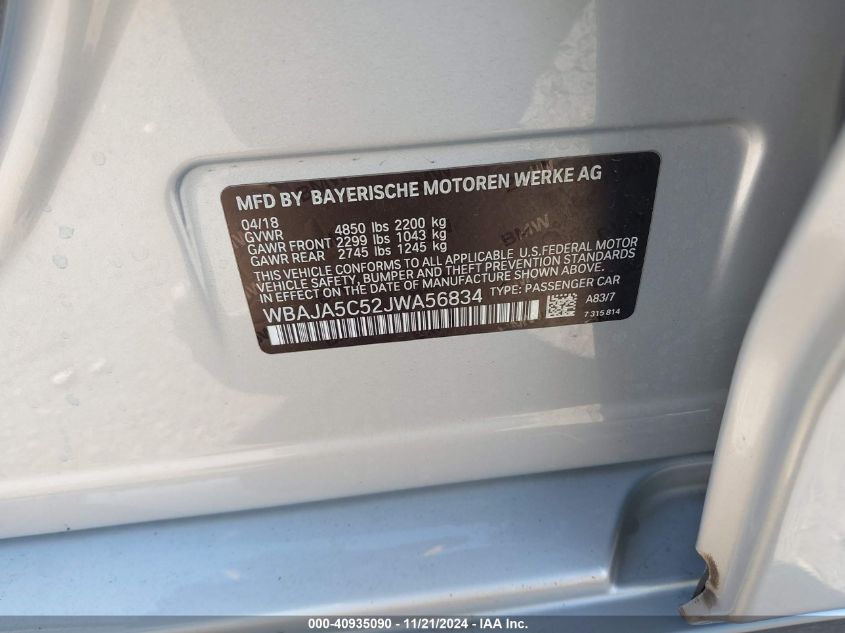 MFD BY BAYERISCHE MOTOREN WERKE AG
04/18
GVWR 4850 lbs 2200 kg
GAWR FRONT 2299 lbs 1043 kg
GAWR REAR 2745 lbs 1245 kg
THIS VEHICLE CONFORMS TO ALL APPLICABLE U.S.FEDERAL MOTOR
VEHICLE SAFETY, BUMPER AND THEFT PREVENTION STANDARDS
IN EFFECT ON THE DATE OF MANUFACTURE SHOWN ABOVE.
WBAJA5C52JWA56834 TYPE: PASSENGER CAR
A83/7
7 315 814
BMW
000-40935090 - 11/21/2024 - IAA Inc.